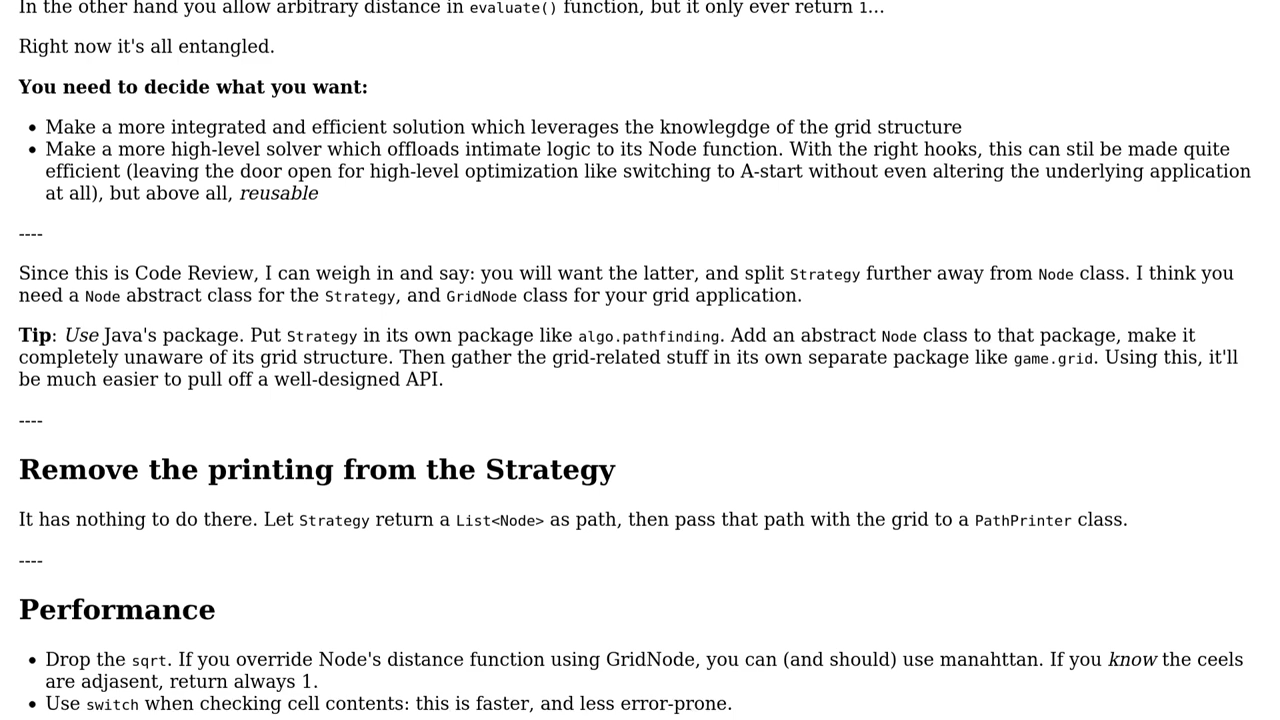 In the other hand you allow arbitrary distance in evaluate() function, but it only ever return 1...
Right now it's all entangled.
You need to decide what you want:
• Make a more integrated and efficient solution which leverages the knowlegdge of the grid structure
• Make a more high-level solver which offloads intimate logic to its Node function. With the right hooks, this can stil be made quite
efficient (leaving the door open for high-level optimization like switching to A-start without even altering the underlying application
at all), but above all, reusable
----
Since this is Code Review, I can weigh in and say: you will want the latter, and split Strategy further away from Node class. I think you
need a Node abstract class for the Strategy, and GridNode class for your grid application.
Tip: Use Java's package. Put Strategy in its own package like algo.pathfinding. Add an abstract Node class to that package, make it
completely unaware of its grid structure. Then gather the grid-related stuff in its own separate package like game.grid. Using this, it'll
be much easier to pull off a well-designed API.
----
Remove the printing from the Strategy
It has nothing to do there. Let Strategy return a List<Node> as path, then pass that path with the grid to a PathPrinter class.
----
Performance
• Drop the sqrt. If you override Node's distance function using GridNode, you can (and should) use manahttan. If you know the ceels
are adjasent, return always 1.
• Use switch when checking cell contents: this is faster, and less error-prone.